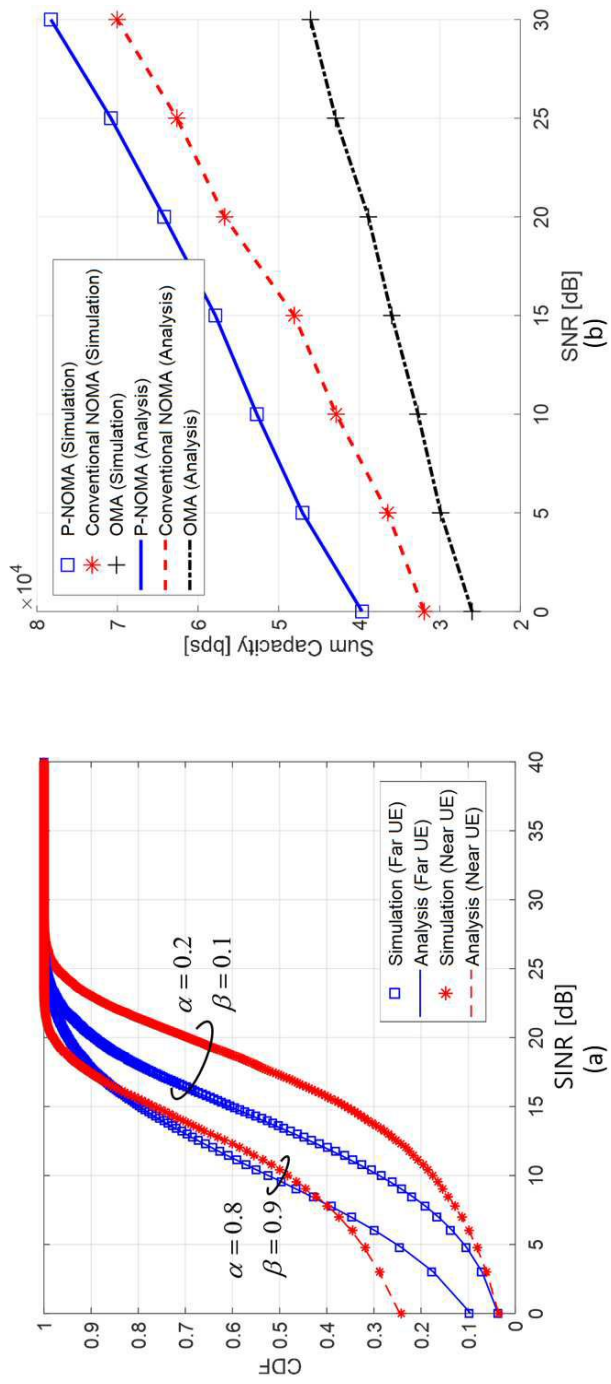 1
0.9
0.8
0.7
0.6
0.5
0.4
0.3
0.2
0.1
0
CDF
0
5
10
15
20
25
30
35
40
SINR [dB]
(a)
α = 0.2
β = 0.1
α = 0.8
β = 0.9
Simulation (Far UE)
Analysis (Far UE)
Simulation (Near UE)
Analysis (Near UE)
×10⁴
8
7
6
5
4
3
2
Sum Capacity [bps]
0
5
10
15
20
25
30
SNR [dB]
(b)
P-NOMA (Simulation)
Conventional NOMA (Simulation)
OMA (Simulation)
P-NOMA (Analysis)
Conventional NOMA (Analysis)
OMA (Analysis)